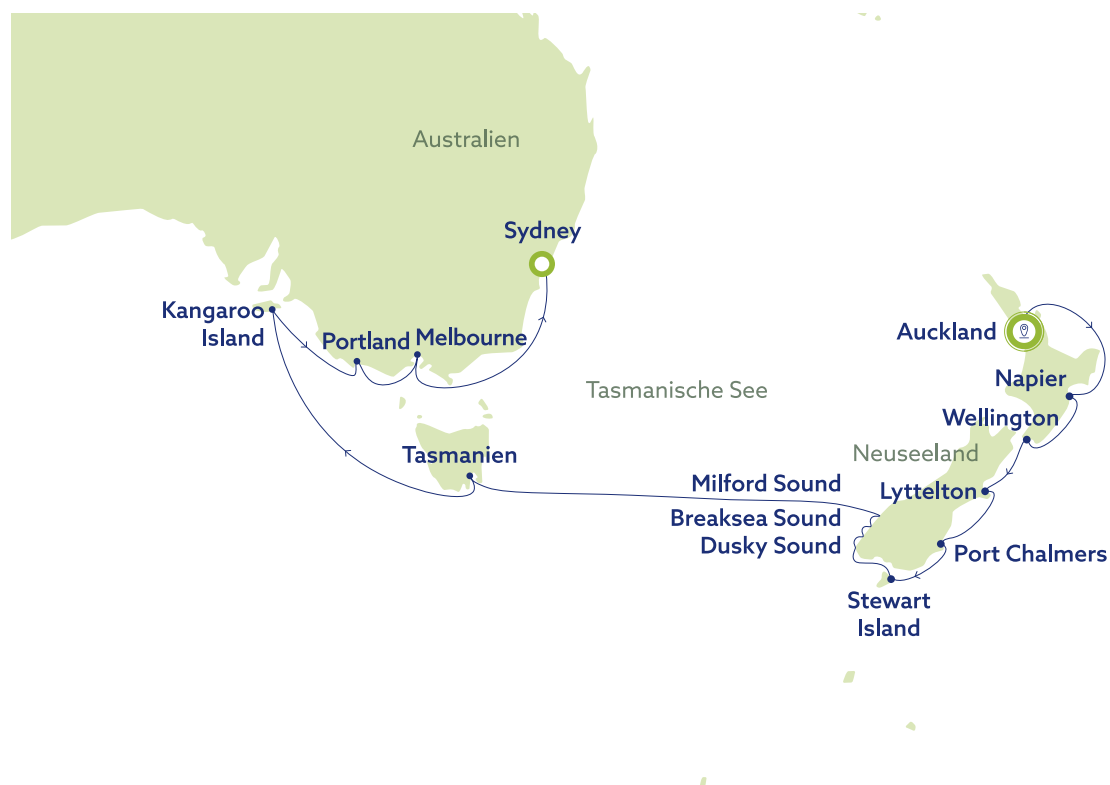 Australien
Sydney
Kangaroo
Island
Portland
Melbourne
Auckland
Napier
Tasmanische See
Wellington
Neuseeland
Tasmanien
Milford Sound
Lyttelton
Breaksea Sound
Dusky Sound
Port Chalmers
Stewart
Island